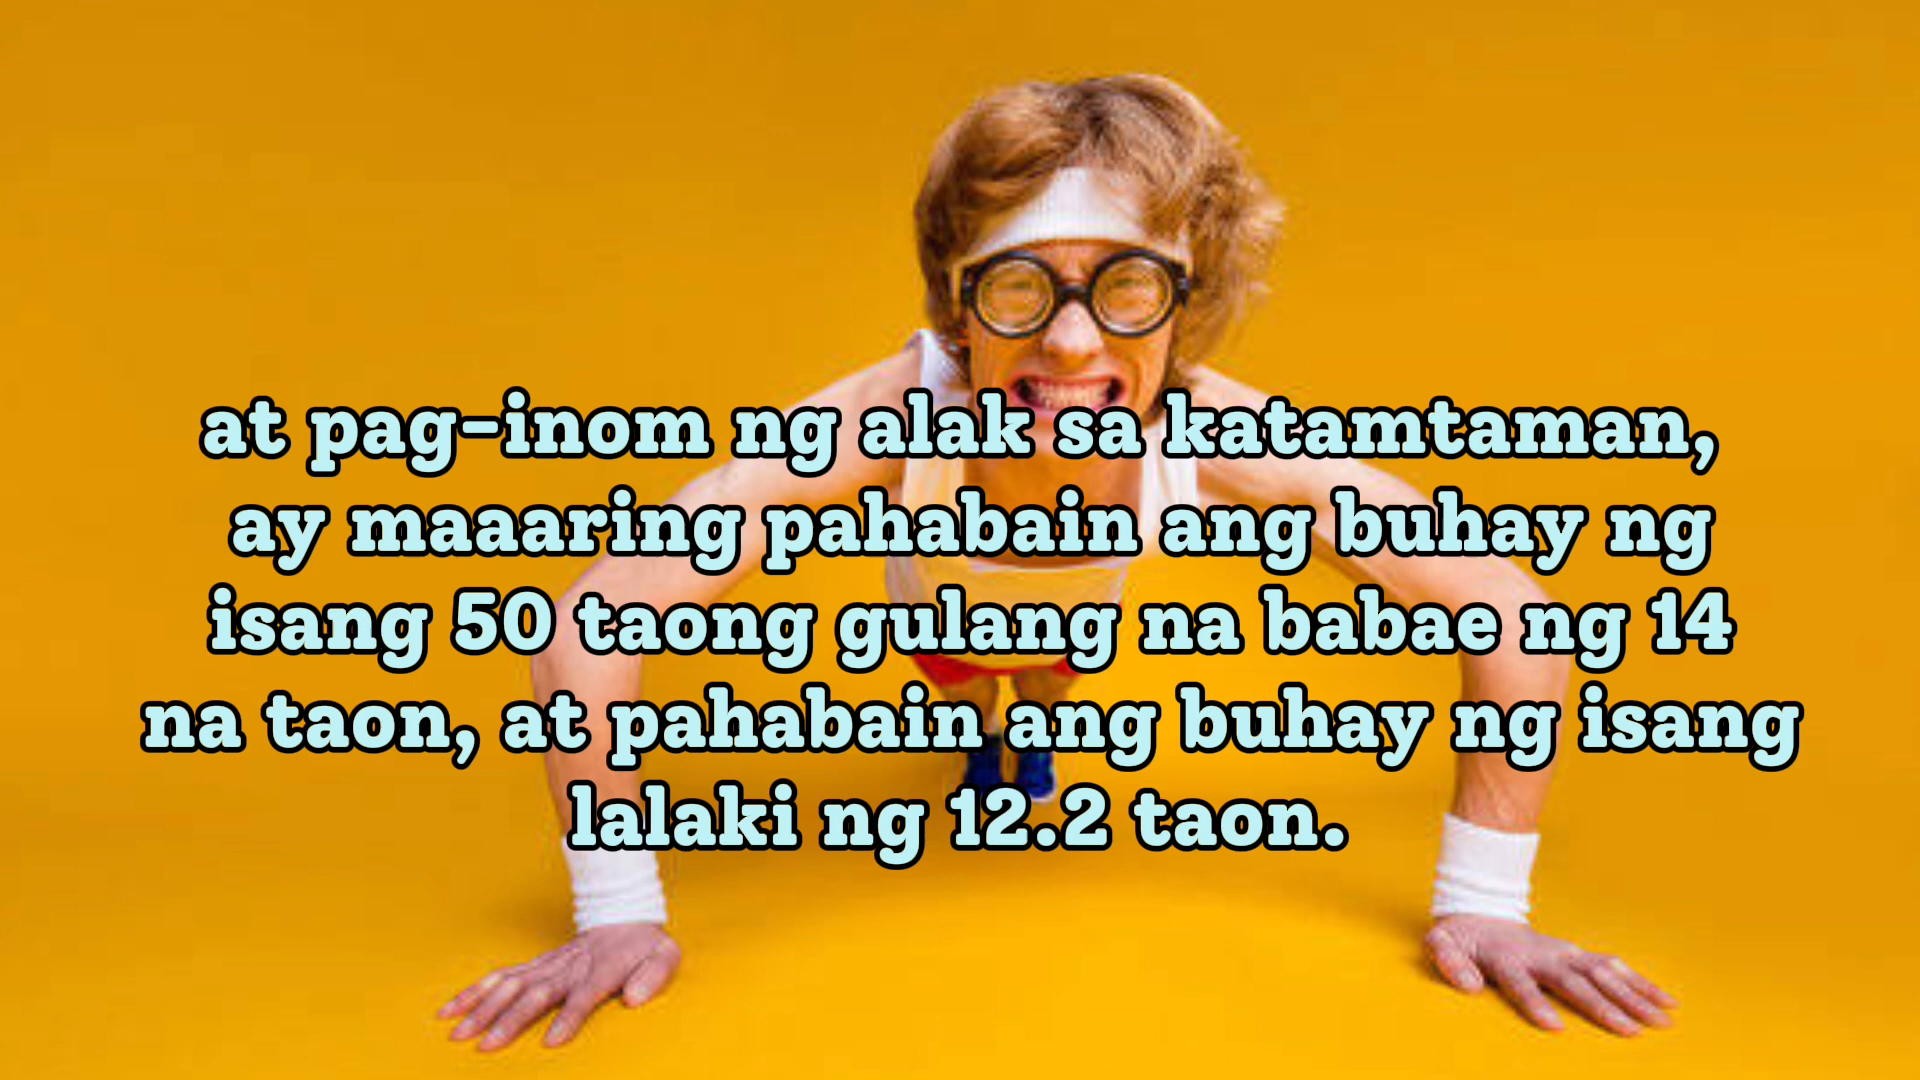 at pag-inom ng alak sa katamtaman,
ay maaaring pahabain ang buhay ng
isang 50 taong gulang na babae ng 14
na taon, at pahabain ang buhay ng isang
lalaki ng 12.2 taon.